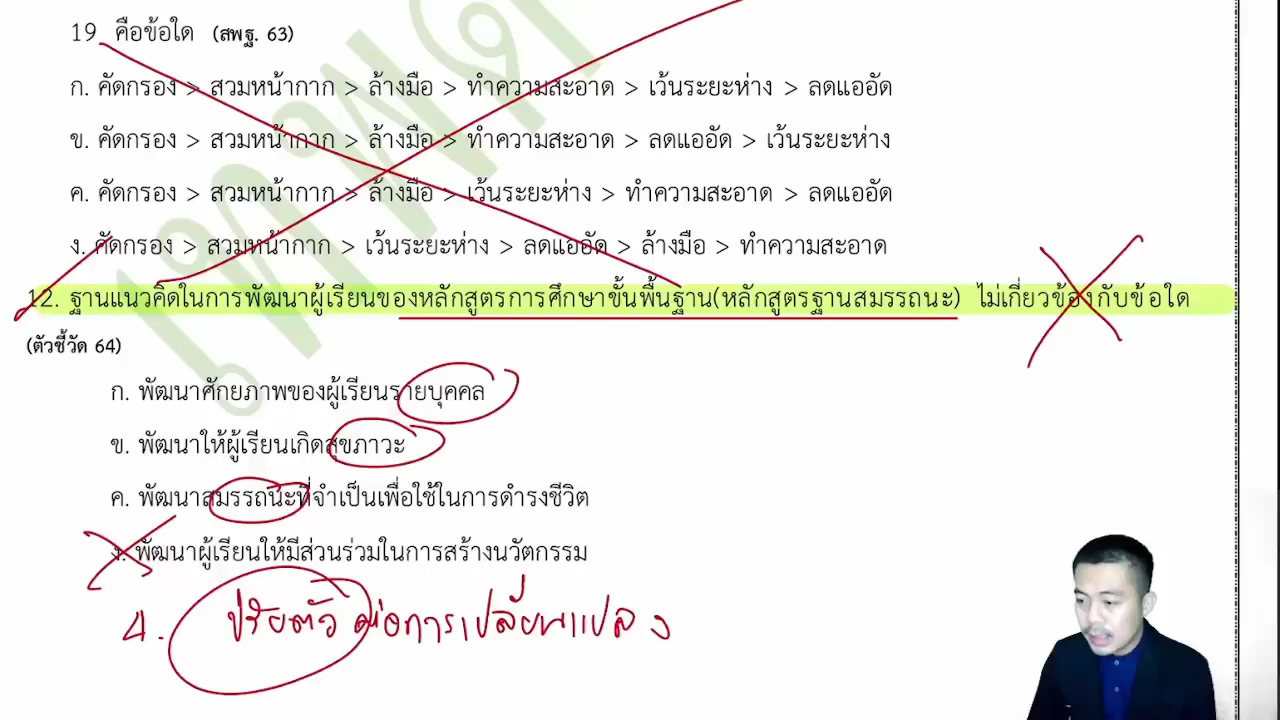 19 คือข้อใด (สพฐ. 63)
ก. คัดกรอง > สวมหน้ากาก > ล้างมือ > ทำความสะอาด > เว้นระยะห่าง > ลดแออัด
ข. คัดกรอง > สวมหน้ากาก > ล้างมือ > ทำความสะอาด > ลดแออัด > เว้นระยะห่าง
ค. คัดกรอง > สวมหน้ากาก > ล้างมือ > เว้นระยะห่าง > ทำความสะอาด > ลดแออัด
ง. คัดกรอง > สวมหน้ากาก > เว้นระยะห่าง > ลดแออัด > ล้างมือ > ทำความสะอาด
12. ฐานแนวคิดในการพัฒนาผู้เรียนของหลักสูตรการศึกษาขั้นพื้นฐาน(หลักสูตรฐานสมรรถนะ) ไม่เกี่ยวข้องกับข้อใด
(ตัวชี้วัด 64)
ก. พัฒนาศักยภาพของผู้เรียนรายบุคคล
ข. พัฒนาให้ผู้เรียนเกิดสุขภาวะ
ค. พัฒนาสมรรถนะที่จำเป็นเพื่อใช้ในการดำรงชีวิต
ง. พัฒนาผู้เรียนให้มีส่วนร่วมในการสร้างนวัตกรรม
4. ปรับตัวต่อการเปลี่ยนแปลง